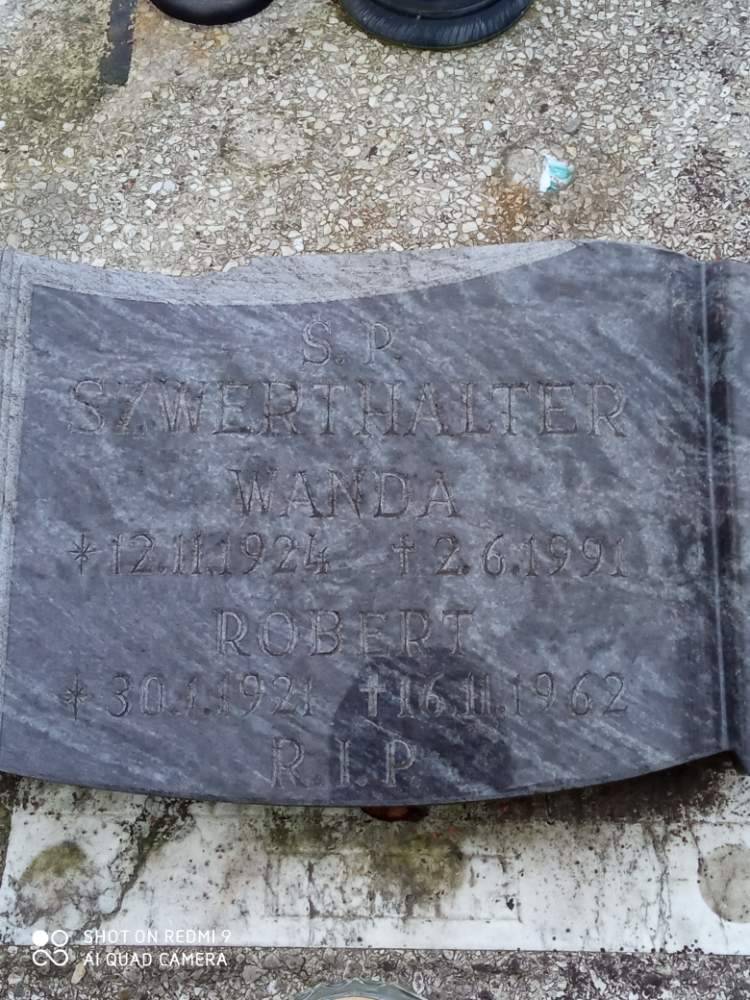 S. P.
SZWERTHALTER
WANDA
* 12.11.1924 † 2.6.1991
ROBERT
* 30.1.1921 † 16.11.1962
R.I.P
SHOT ON REDMI 9
AI QUAD CAMERA